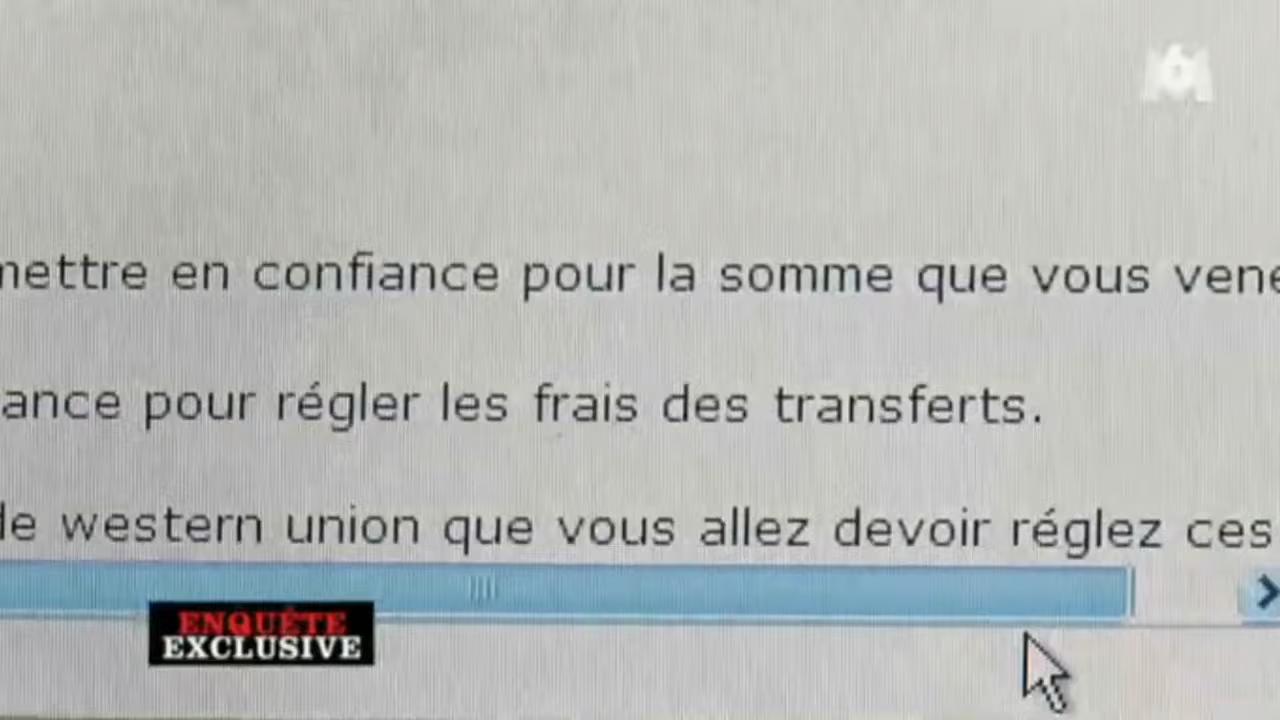 M6
mettre en confiance pour la somme que vous vene
ance pour régler les frais des transferts.
de western union que vous allez devoir réglez ces
ENQUÊTE
EXCLUSIVE